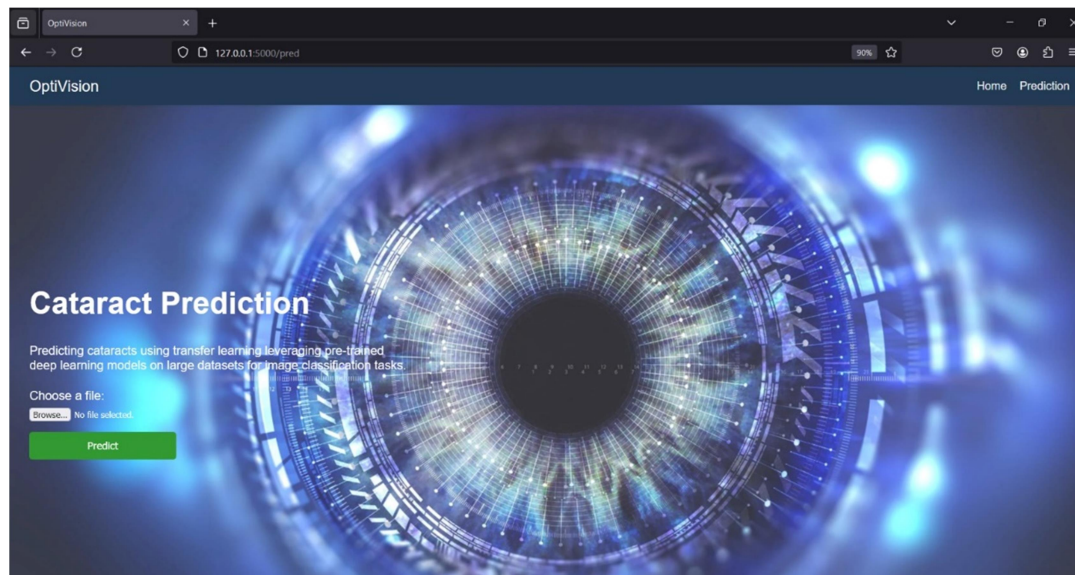 OptiVision
127.0.0.1:5000/pred
90%
OptiVision
Home Prediction
Cataract Prediction
Predicting cataracts using transfer learning leveraging pre-trained
deep learning models on large datasets for image classification tasks.
Choose a file:
Browse... No file selected.
Predict